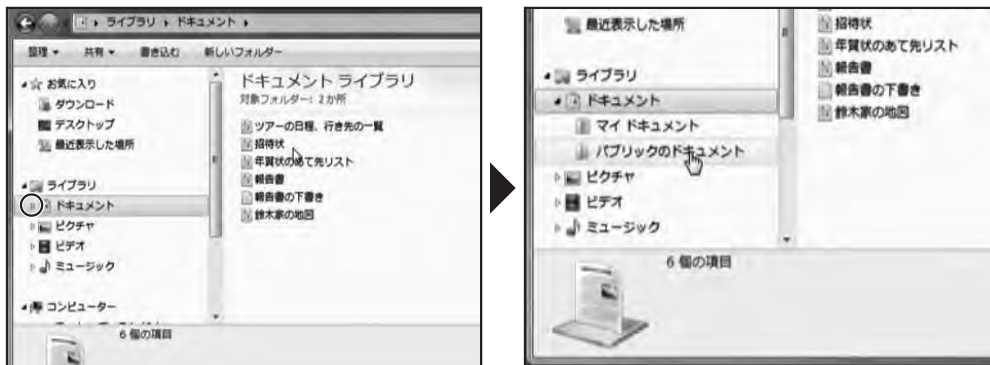 ライブラリ ドキュメント
整理 共有 書き込む 新しいフォルダー
お気に入り
ダウンロード
デスクトップ
最近表示した場所
ライブラリ
ドキュメント
ピクチャ
ビデオ
ミュージック
コンピューター
ドキュメント ライブラリ
対象フォルダー: 2か所
ツアーの日程、行き先の一覧
招待状
年賀状のあて先リスト
報告書
報告書の下書き
鈴木家の地図
6 個の項目
最近表示した場所
ライブラリ
ドキュメント
マイ ドキュメント
パブリックのドキュメント
ピクチャ
ビデオ
ミュージック
招待状
年賀状のあて先リスト
報告書
報告書の下書き
鈴木家の地図
6 個の項目